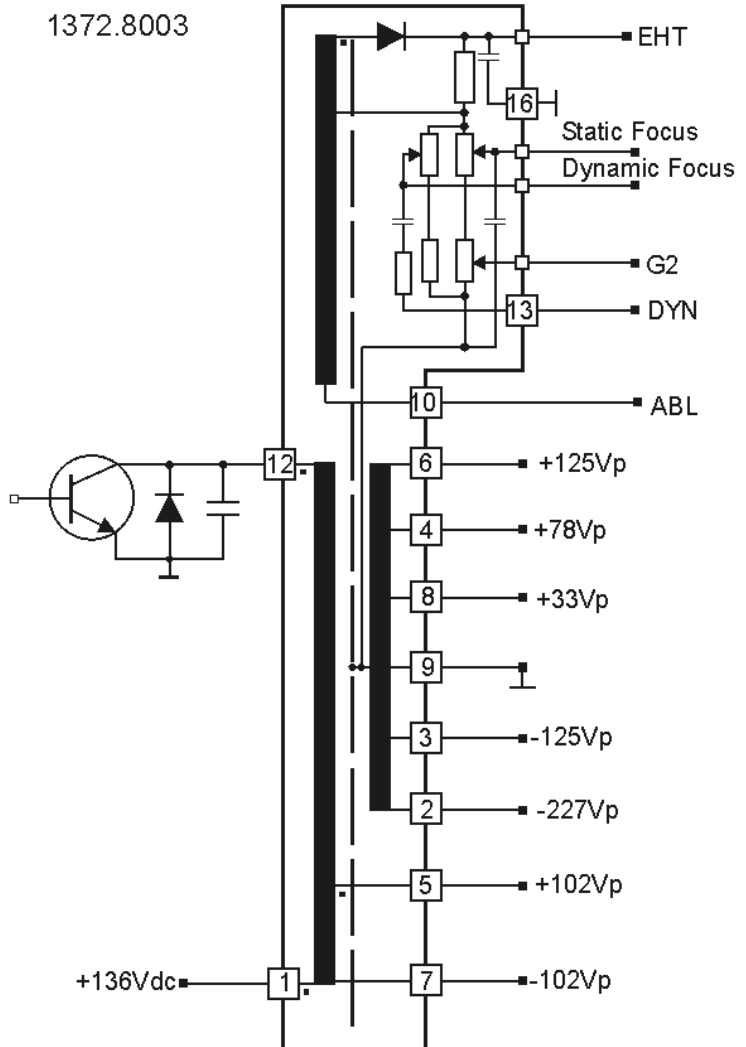 1372.8003
EHT
16
Static Focus
Dynamic Focus
G2
13
DYN
10
ABL
12
6
+125Vp
4
+78Vp
8
+33Vp
9
3
-125Vp
2
-227Vp
5
+102Vp
+136Vdc
1
7
-102Vp